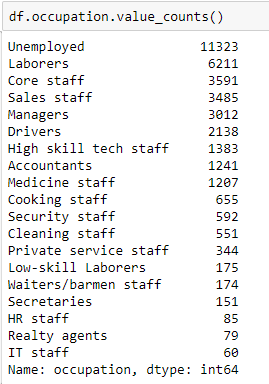 df.occupation.value_counts()
Unemployed 11323
Laborers 6211
Core staff 3591
Sales staff 3485
Managers 3012
Drivers 2138
High skill tech staff 1383
Accountants 1241
Medicine staff 1207
Cooking staff 655
Security staff 592
Cleaning staff 551
Private service staff 344
Low-skill Laborers 175
Waiters/barmen staff 174
Secretaries 151
HR staff 85
Realty agents 79
IT staff 60
Name: occupation, dtype: int64